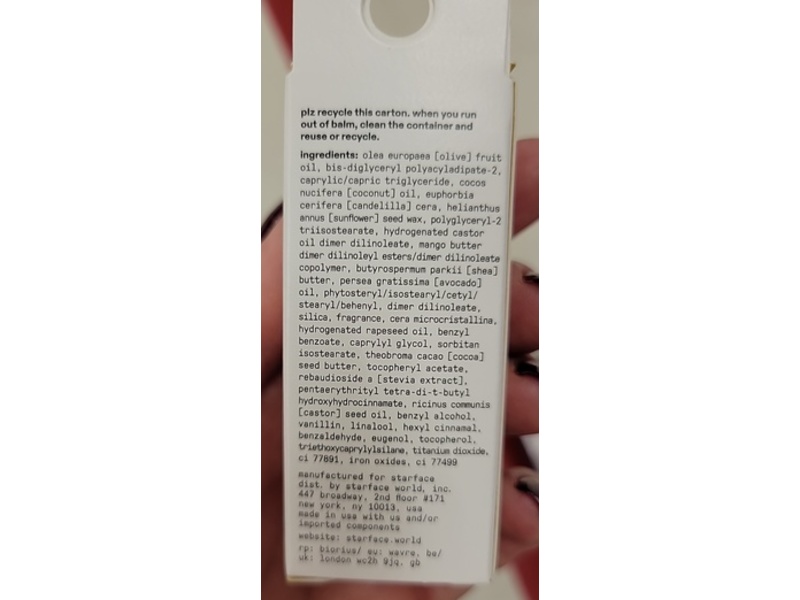 plz recycle this carton. when you run
out of balm, clean the container and
reuse or recycle.
ingredients: olea europaea [olive] fruit
oil, bis-diglyceryl polyacyladipate-2,
caprylic/capric triglyceride, cocos
nucifera [coconut] oil, euphorbia
cerifera [candelilla] cera, helianthus
annus [sunflower] seed wax, polyglyceryl-2
triisostearate, hydrogenated castor
oil dimer dilinoleate, mango butter
dimer dilinoleyl esters/dimer dilinoleate
copolymer, butyrospermum parkii [shea]
butter, persea gratissima [avocado]
oil, phytosteryl/isostearyl/cetyl/
stearyl/behenyl, dimer dilinoleate,
silica, fragrance, cera microcristallina,
hydrogenated rapeseed oil, benzyl
benzoate, caprylyl glycol, sorbitan
isostearate, theobroma cacao [cocoa]
seed butter, tocopheryl acetate,
rebaudioside a [stevia extract],
pentaerythrityl tetra-di-t-butyl
hydroxyhydrocinnamate, ricinus communis
[castor] seed oil, benzyl alcohol,
vanillin, linalool, hexyl cinnamal,
benzaldehyde, eugenol, tocopherol,
triethoxycaprylylsilane, titanium dioxide,
ci 77891, iron oxides, ci 77499
manufactured for starface
dist. by starface world, inc.
447 broadway, 2nd floor #171
new york, ny 10013, usa
made in usa with us and/or
imported components
website: starface.world
rp: biorius/ eu: wavre, be/
uk: london wc2h 9jq, gb